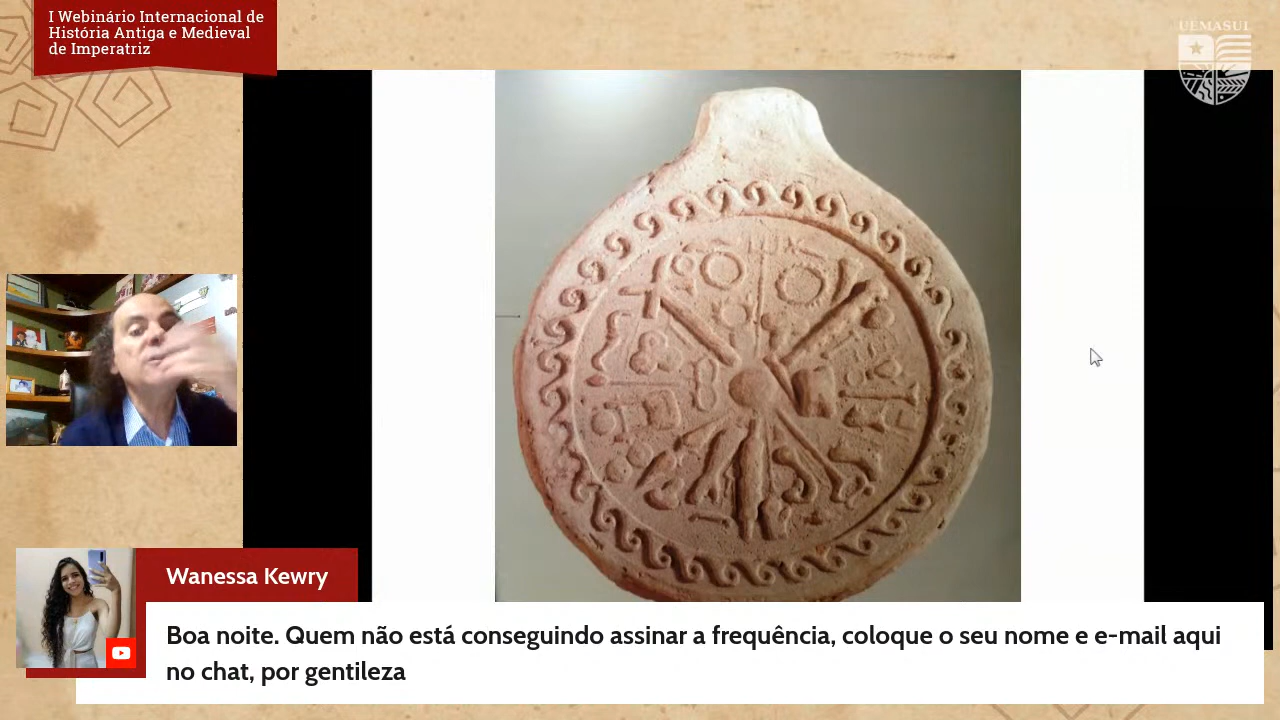 I Webinário Internacional de
História Antiga e Medieval
de Imperatriz
UEMASUL
Wanessa Kewry
Boa noite. Quem não está conseguindo assinar a frequência, coloque o seu nome e e-mail aqui
no chat, por gentileza